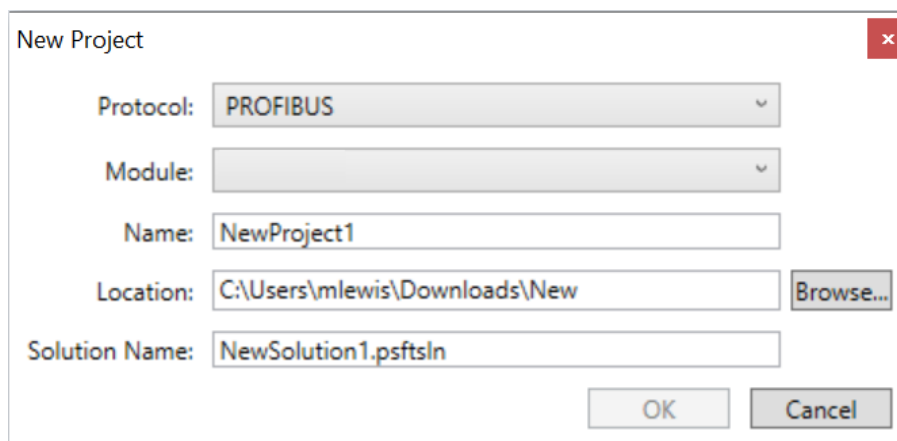 New Project
Protocol: PROFIBUS
Module:
Name: NewProject1
Location: C:\Users\mlewis\Downloads\New Browse...
Solution Name: NewSolution1.psftsln
OK Cancel